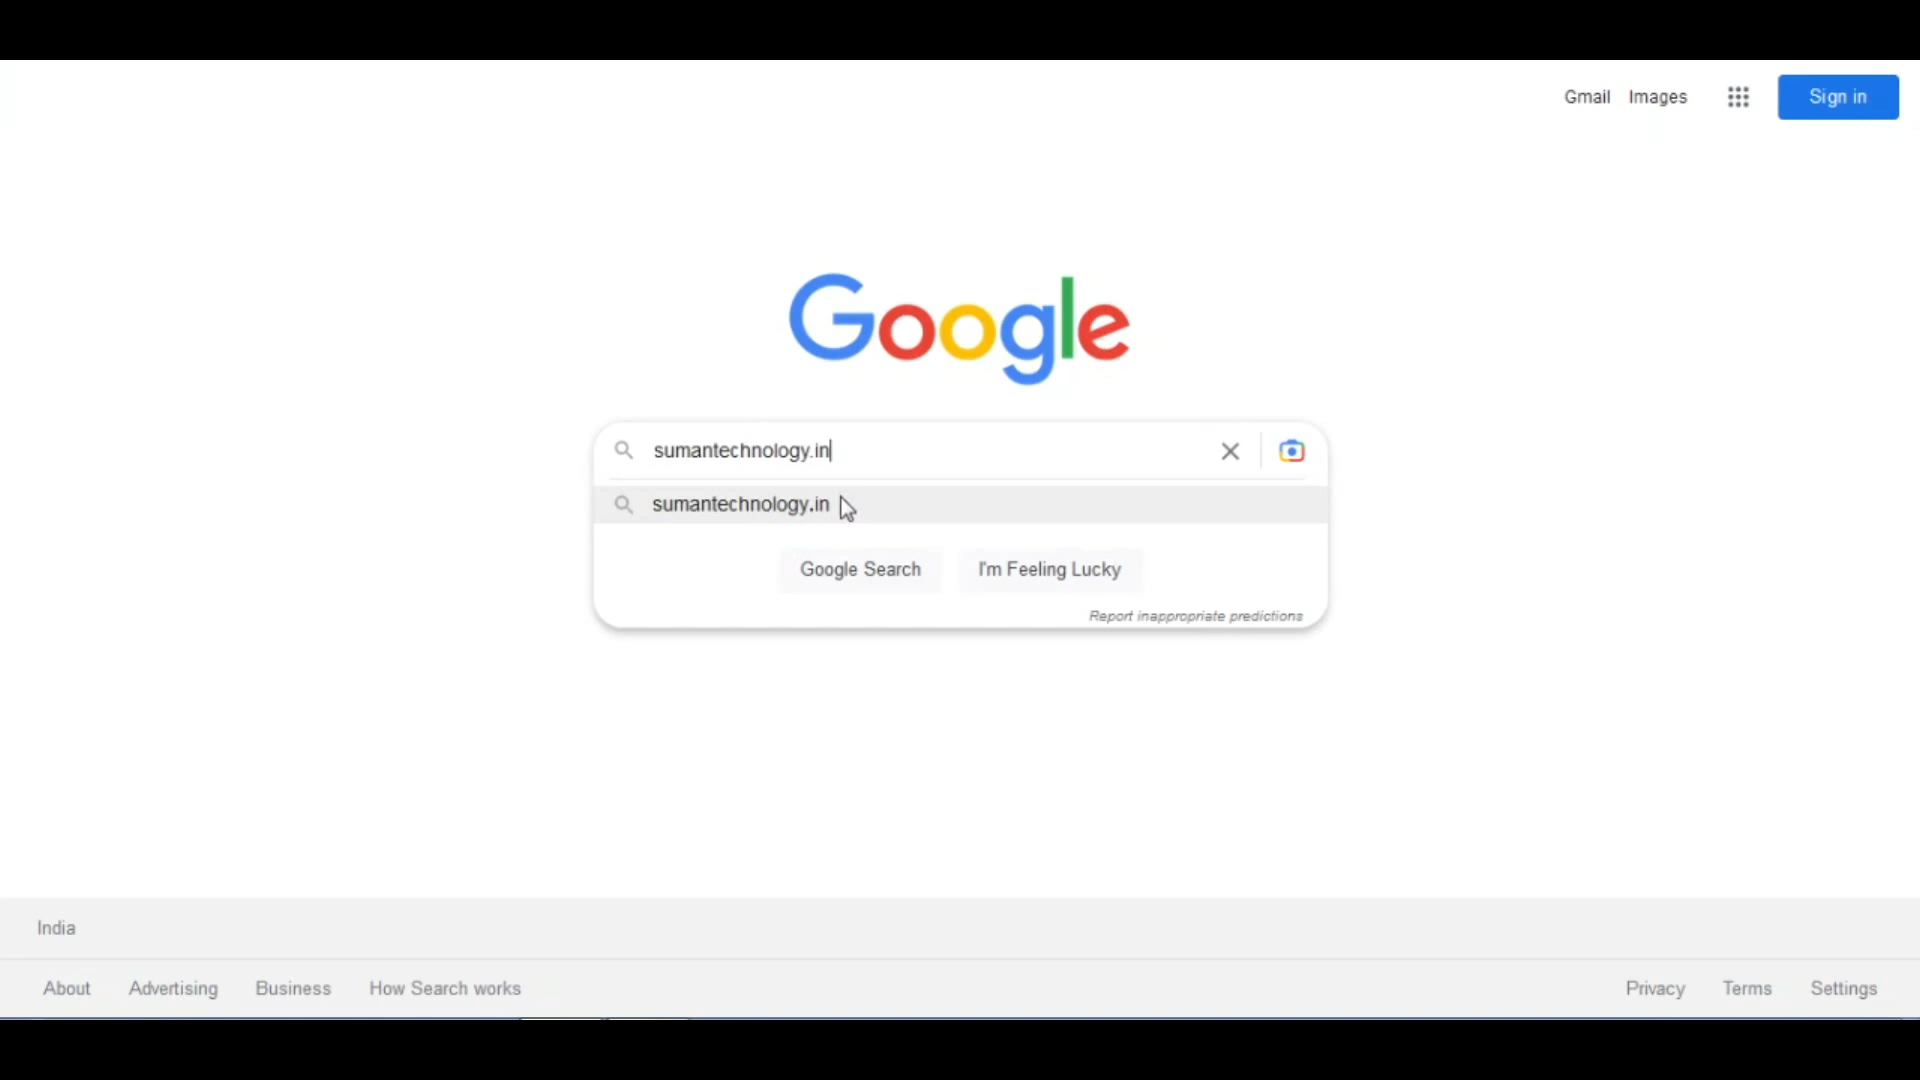 Gmail Images Sign in
Google
sumantechnology.in
sumantechnology.in
Google Search I'm Feeling Lucky
Report inappropriate predictions
India
About Advertising Business How Search works Privacy Terms Settings